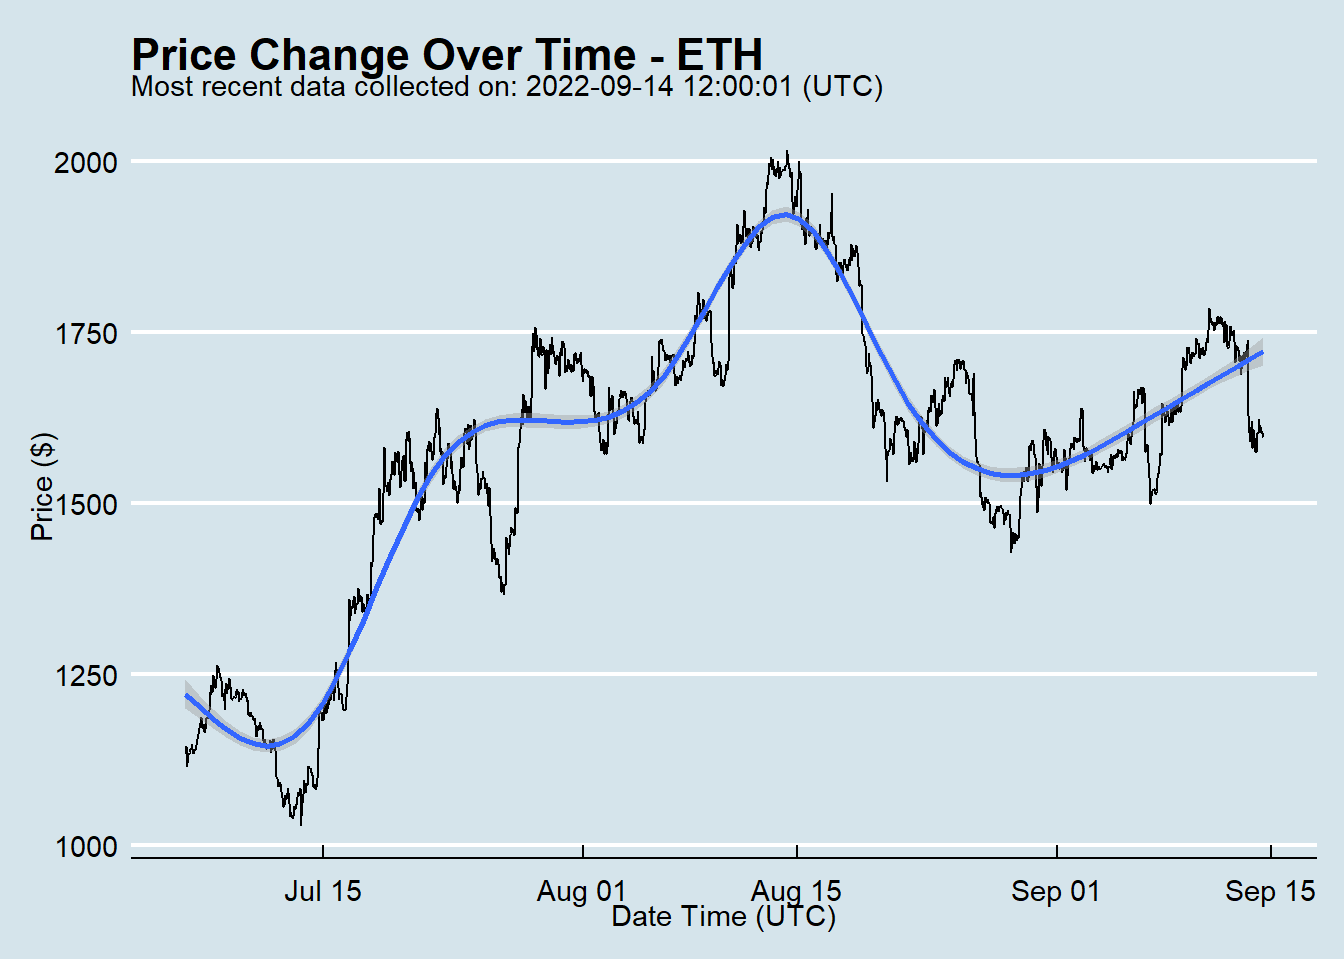 Price Change Over Time - ETH
Most recent data collected on: 2022-09-14 12:00:01 (UTC)
2000
1750
1500
1250
1000
Price ($)
Jul 15
Aug 01
Aug 15
Sep 01
Sep 15
Date Time (UTC)